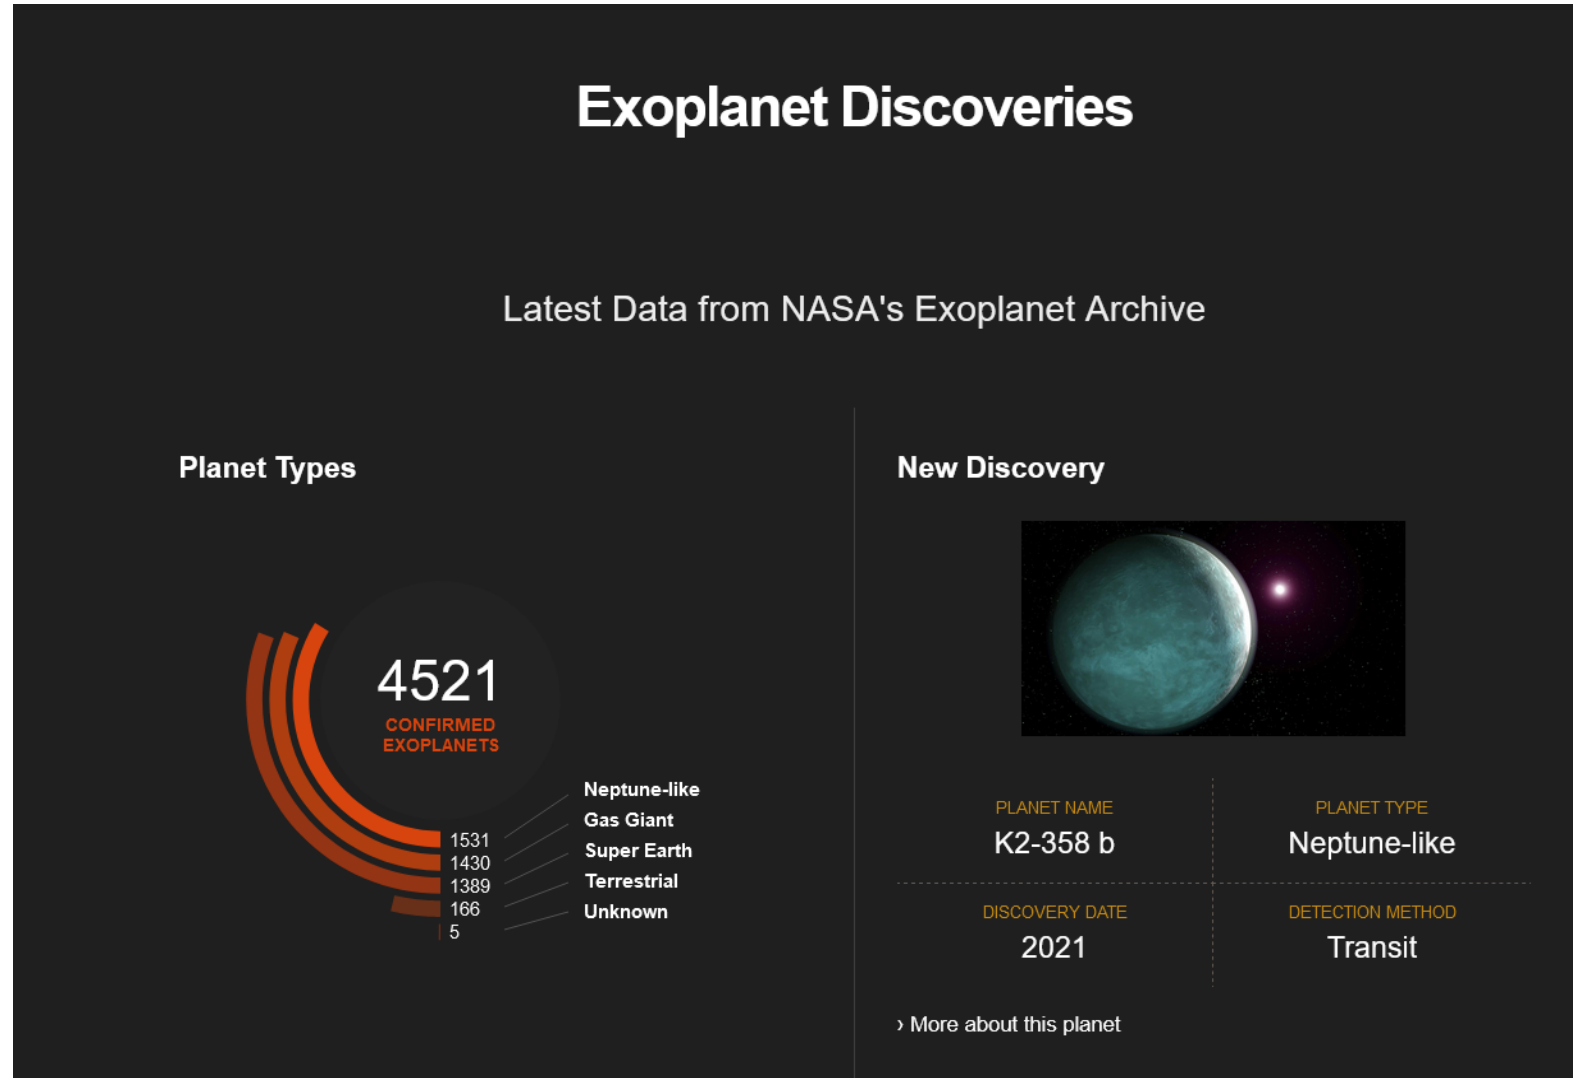 Exoplanet Discoveries
Latest Data from NASA's Exoplanet Archive
Planet Types
4521
CONFIRMED
EXOPLANETS
1531
1430
1389
166
5
Neptune-like
Gas Giant
Super Earth
Terrestrial
Unknown
New Discovery
PLANET NAME
K2-358 b
PLANET TYPE
Neptune-like
DISCOVERY DATE
2021
DETECTION METHOD
Transit
› More about this planet